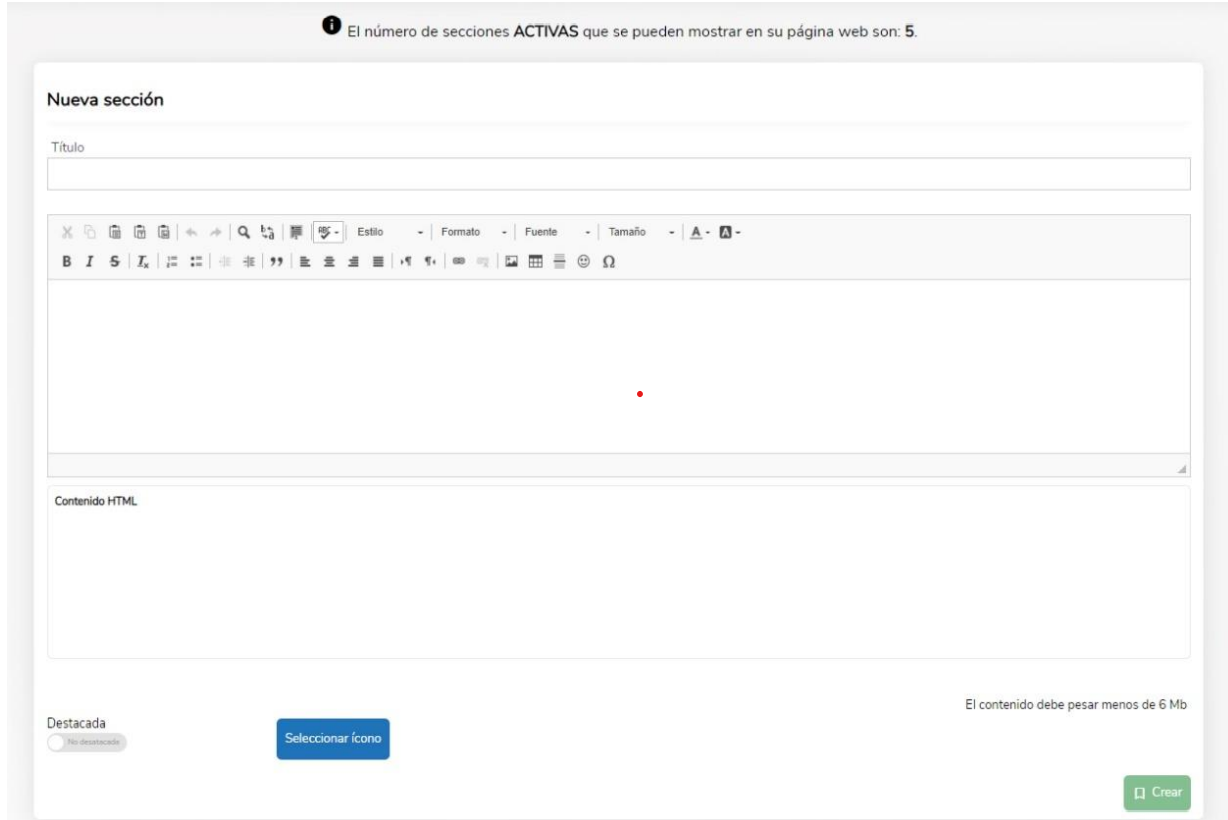 El número de secciones ACTIVAS que se pueden mostrar en su página web son: 5.
Nueva sección
Título
Estilo Formato Fuente Tamaño A A
B I S Ix Ω
Contenido HTML
El contenido debe pesar menos de 6 Mb
Destacada
No destacada
Seleccionar ícono
Crear